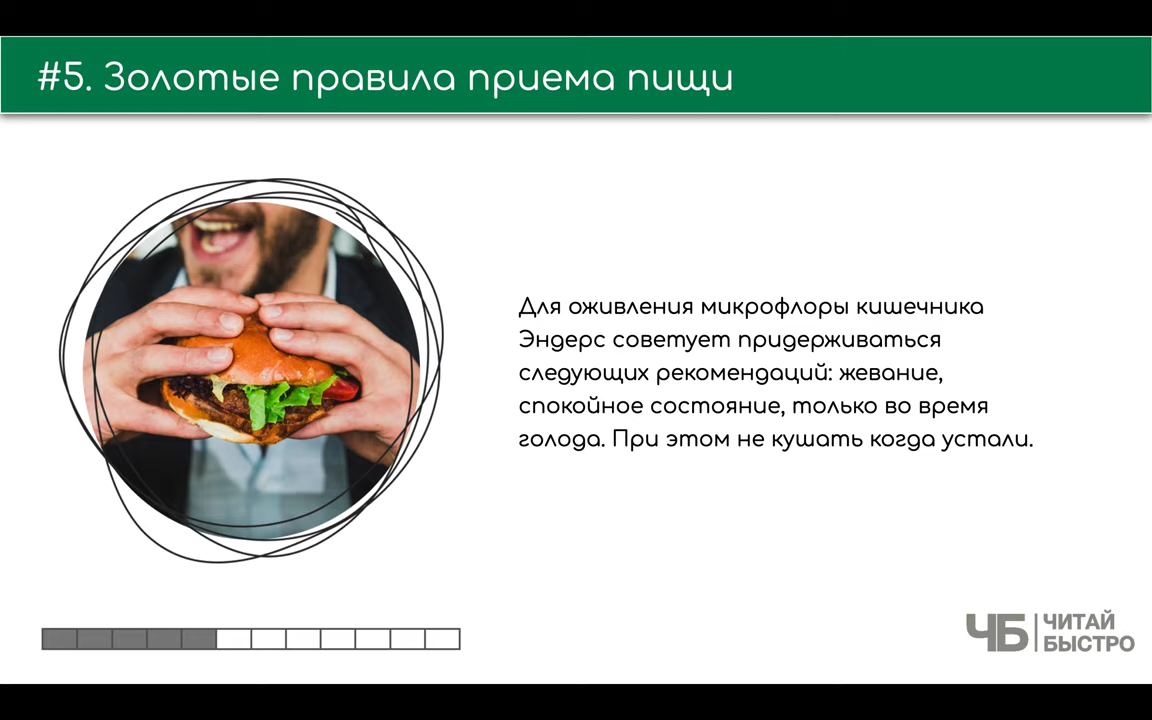 #5. Золотые правила приема пищи
Для оживления микрофлоры кишечника
Эндерс советует придерживаться
следующих рекомендаций: жевание,
спокойное состояние, только во время
голода. При этом не кушать когда устали.
ЧБ
ЧИТАЙ
БЫСТРО